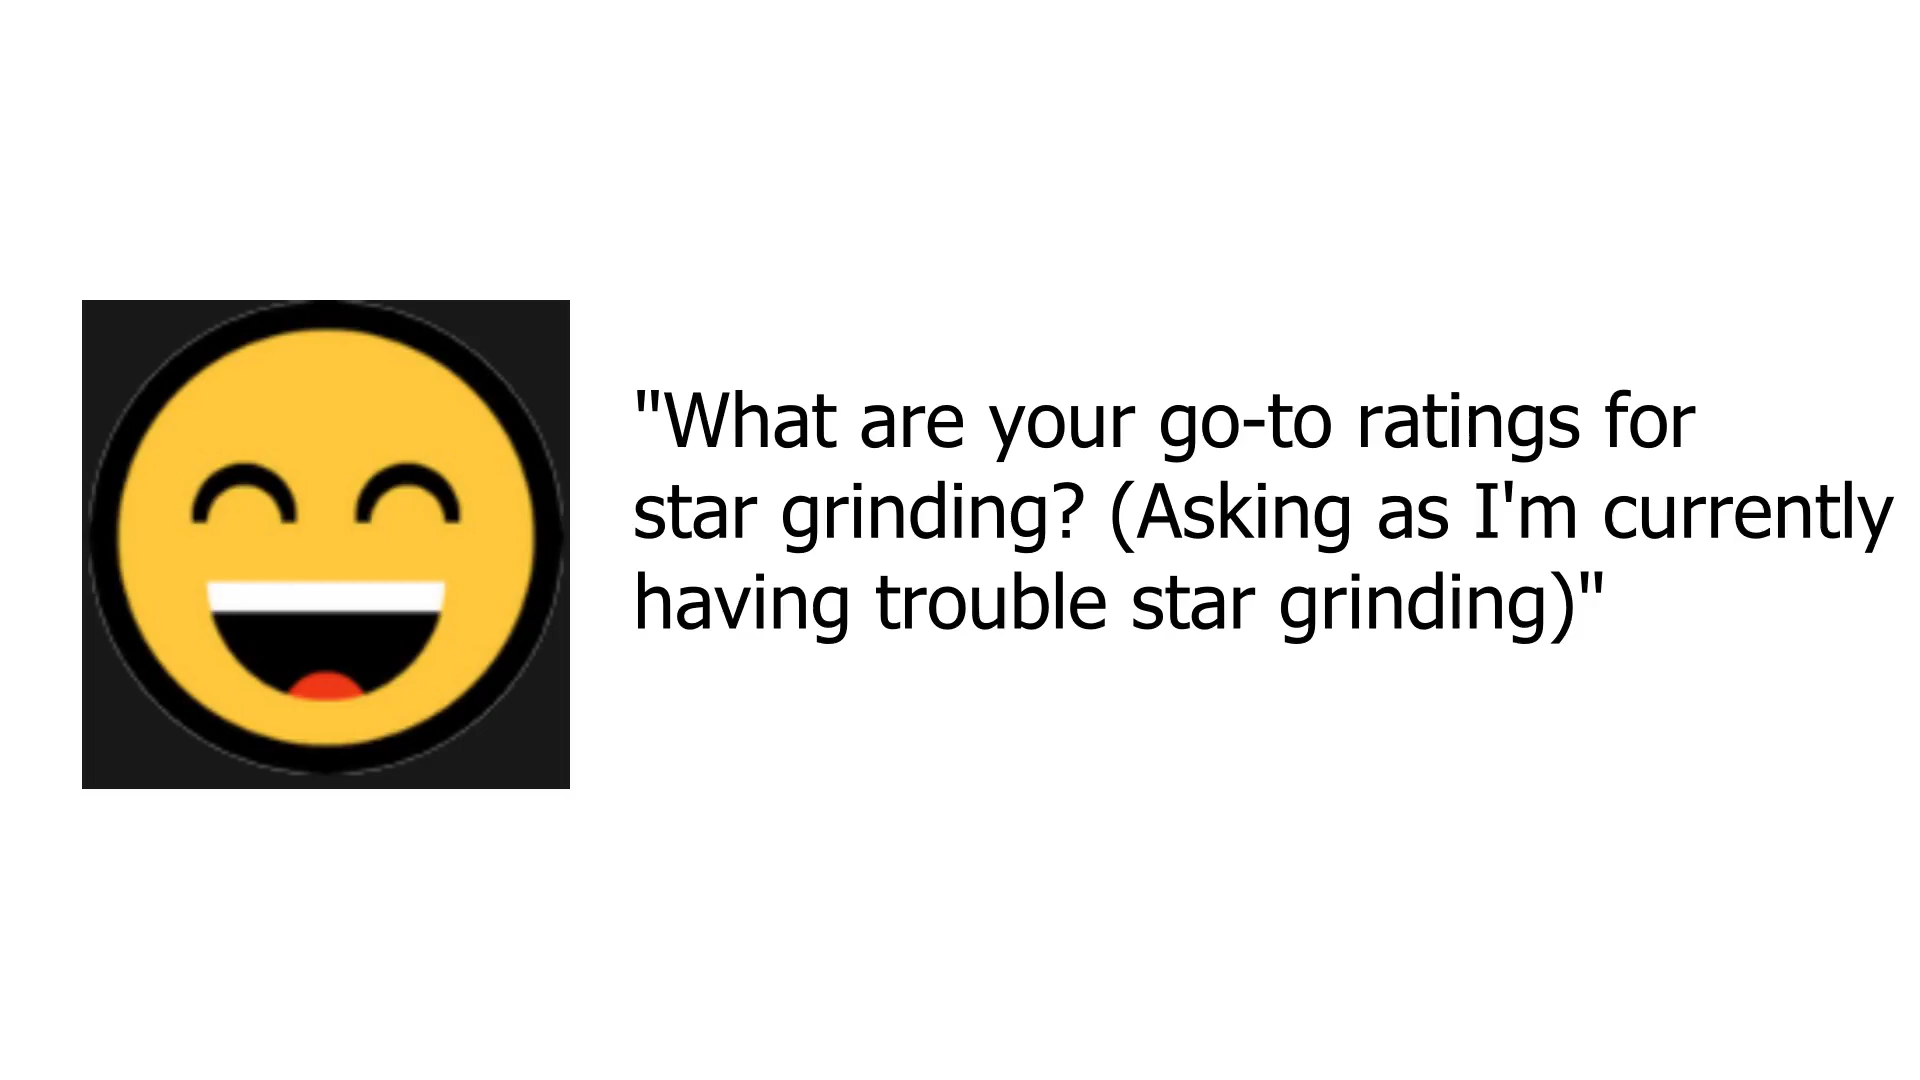 "What are your go-to ratings for
star grinding? (Asking as I'm currently
having trouble star grinding)"